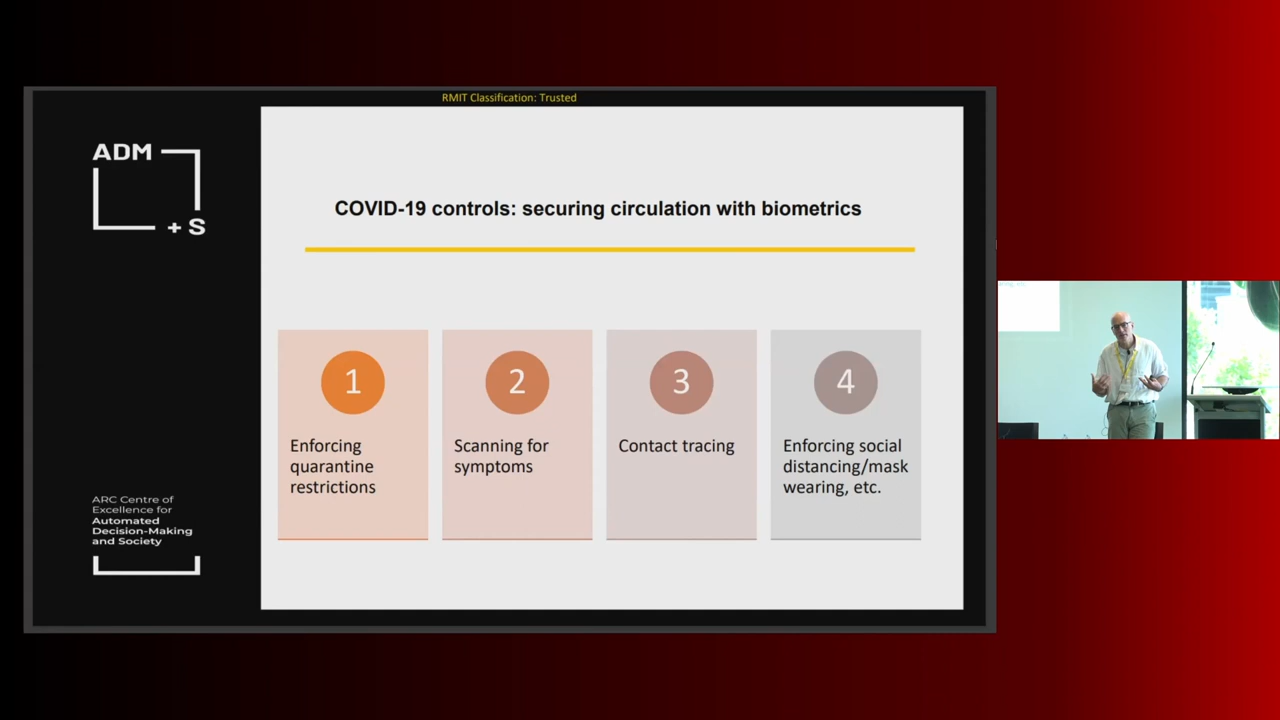 RMIT Classification: Trusted
ADM
+ S
COVID-19 controls: securing circulation with biometrics
1
Enforcing
quarantine
restrictions
2
Scanning for
symptoms
3
Contact tracing
4
Enforcing social
distancing/mask
wearing, etc.
ARC Centre of
Excellence for
Automated
Decision-Making
and Society